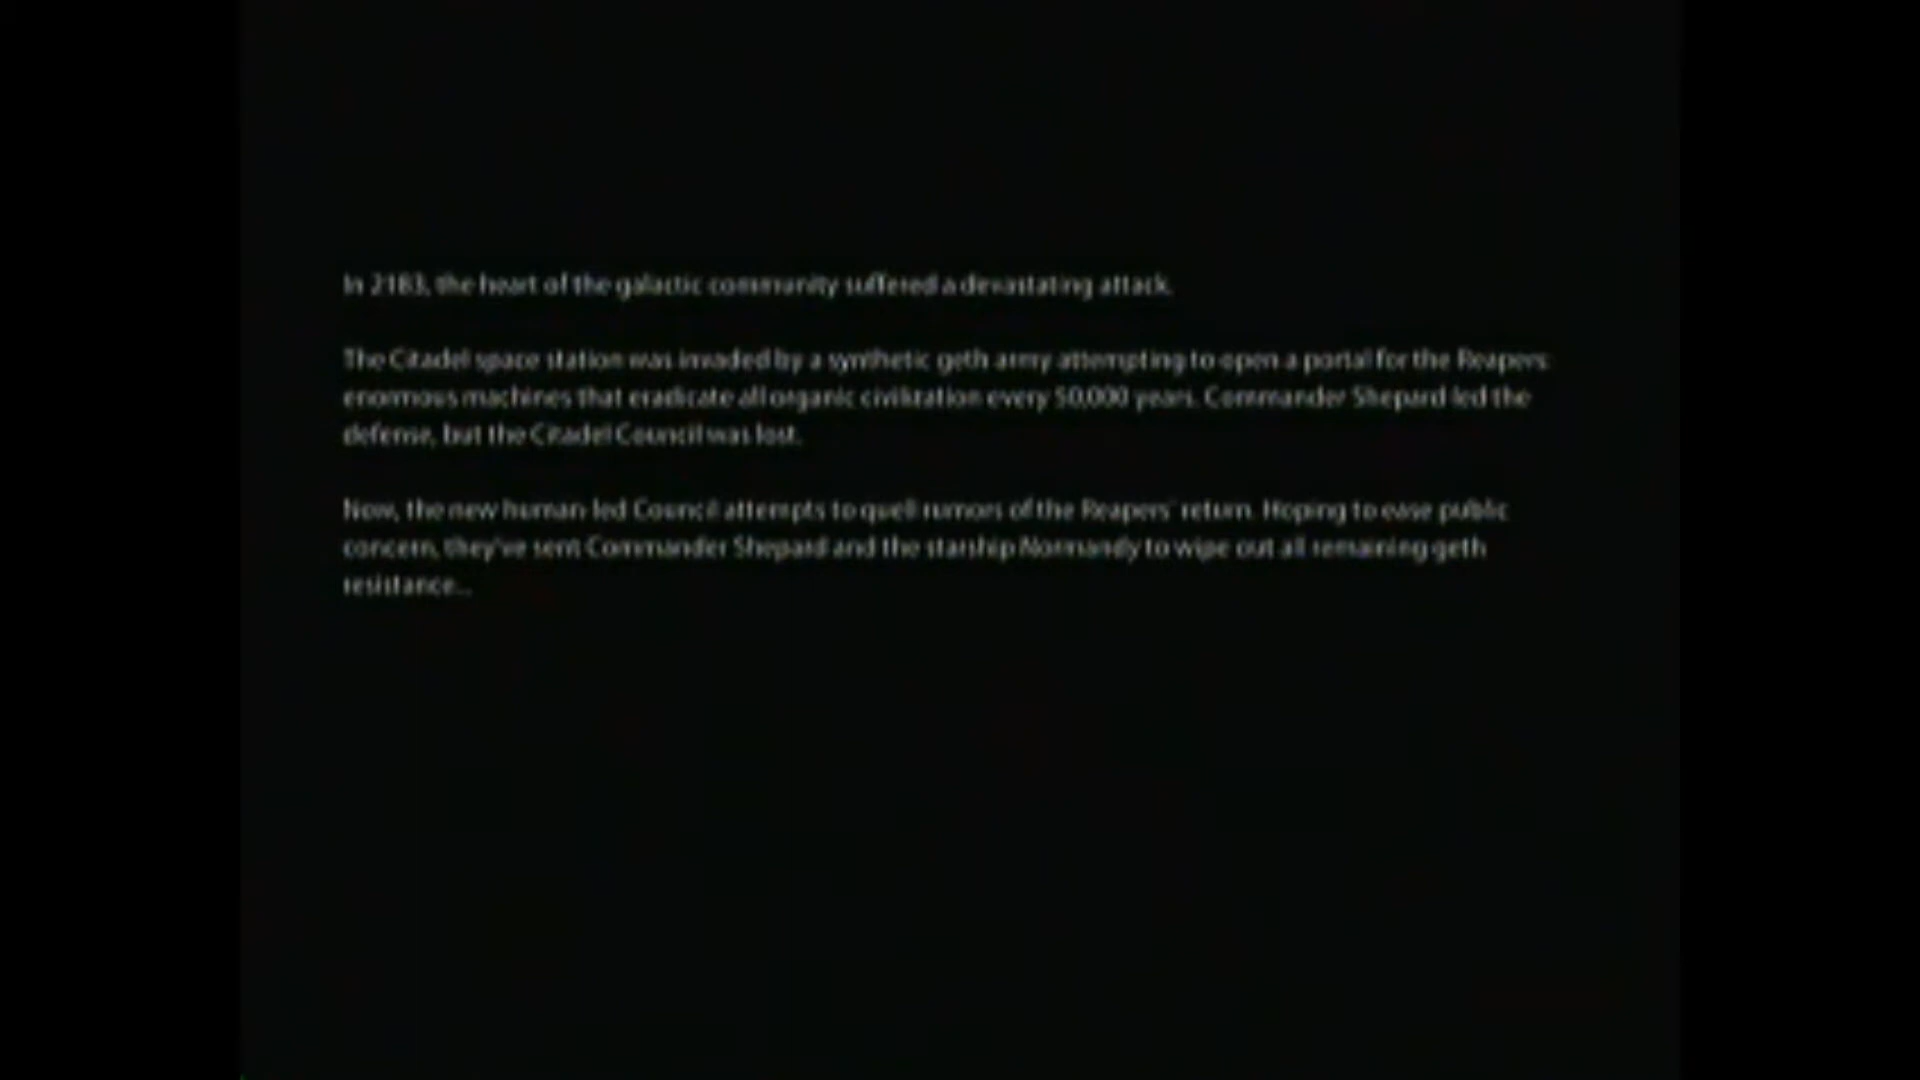 In 2183, the heart of the galactic community suffered a devastating attack.
The Citadel space station was invaded by a synthetic geth army attempting to open a portal for the Reapers:
enormous machines that eradicate all organic civilization every 50,000 years. Commander Shepard led the
defense, but the Citadel Council was lost.
Now, the new human-led Council attempts to quell rumors of the Reapers' return. Hoping to ease public
concern, they've sent Commander Shepard and the starship Normandy to wipe out all remaining geth
resistance...